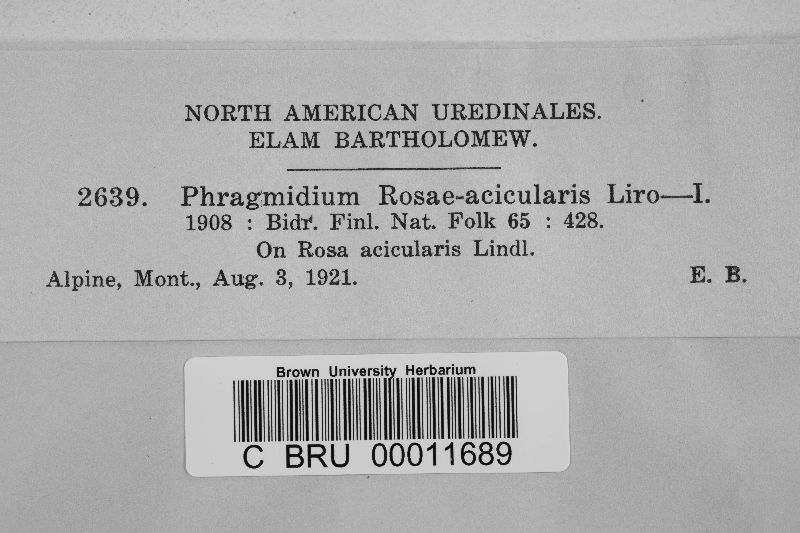 NORTH AMERICAN UREDINALES.
ELAM BARTHOLOMEW.
2639. Phragmidium Rosae-acicularis Liro—I.
1908 : Bidr. Finl. Nat. Folk 65 : 428.
On Rosa acicularis Lindl.
Alpine, Mont., Aug. 3, 1921. E. B.
Brown University Herbarium
C BRU 00011689